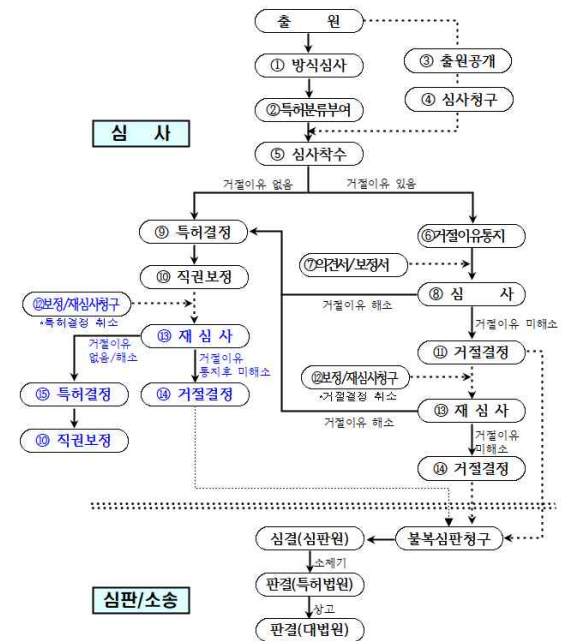 출 원
① 방식심사
③ 출원공개
② 특허분류부여
④ 심사청구
심 사
⑤ 심사착수
거절이유 없음
거절이유 있음
⑨ 특허결정
⑥거절이유통지
⑦의견서/보정서
⑩ 직권보정
⑧ 심 사
⑫보정/재심사청구
*특허결정 취소
거절이유 해소
거절이유 미해소
⑬ 재 심 사
⑪ 거절결정
거절이유
없음/해소
거절이유
통지후 미해소
⑫보정/재심사청구
*거절결정 취소
⑮ 특허결정
⑭ 거절결정
⑬ 재 심 사
거절이유 해소
거절이유
미해소
⑩ 직권보정
⑭ 거절결정
심결(심판원)
불복심판청구
소제기
심판/소송
판결(특허법원)
상고
판결(대법원)